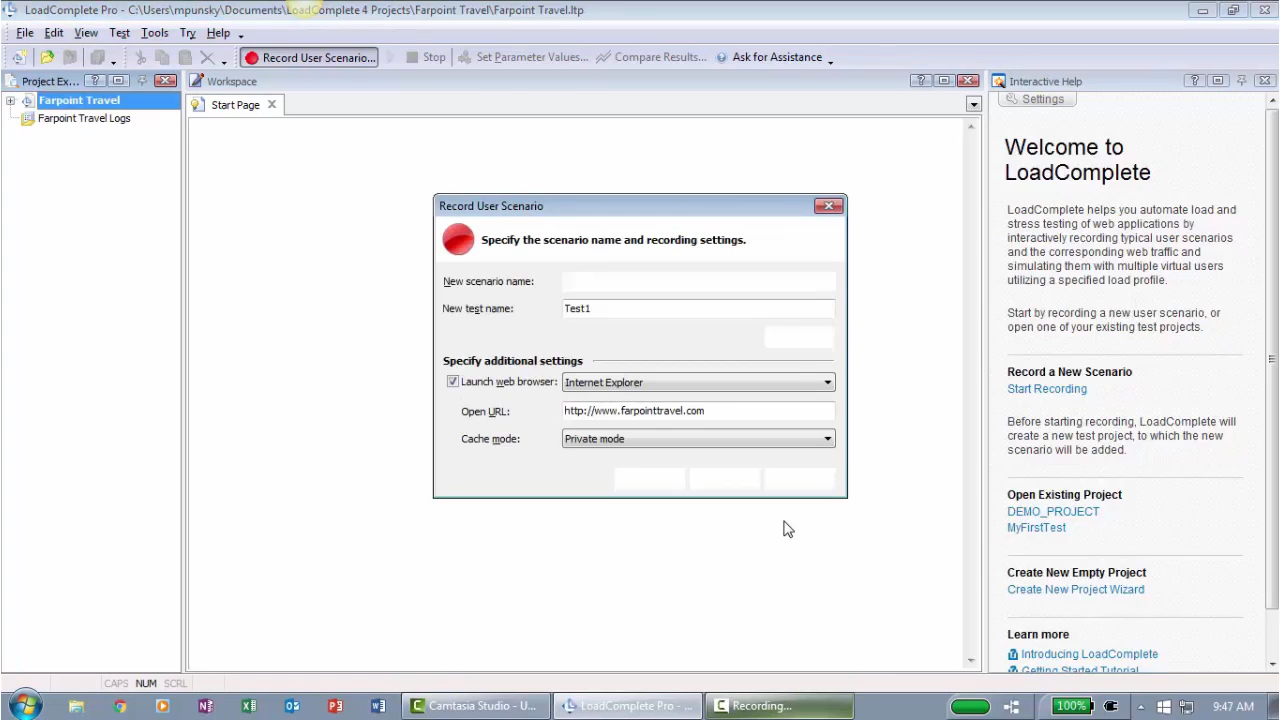 LoadComplete Pro - C:\Users\mpunsky\Documents\LoadComplete 4 Projects\Farpoint Travel\Farpoint Travel.ltp
File Edit View Test Tools Try Help
Record User Scenario... Stop Set Parameter Values... Compare Results... Ask for Assistance
Project Ex...
Farpoint Travel
Farpoint Travel Logs
Workspace
Start Page
Record User Scenario
Specify the scenario name and recording settings.
New scenario name:
New test name: Test1
Specify additional settings
Launch web browser: Internet Explorer
Open URL: http://www.farpointtravel.com
Cache mode: Private mode
Interactive Help
Settings
Welcome to
LoadComplete
LoadComplete helps you automate load and
stress testing of web applications by
interactively recording typical user scenarios
and the corresponding web traffic and
simulating them with multiple virtual users
utilizing a specified load profile.
Start by recording a new user scenario, or
open one of your existing test projects.
Record a New Scenario
Start Recording
Before starting recording, LoadComplete will
create a new test project, to which the new
scenario will be added.
Open Existing Project
DEMO_PROJECT
MyFirstTest
Create New Empty Project
Create New Project Wizard
Learn more
Introducing LoadComplete
Getting Started Tutorial
CAPS NUM SCRL
Camtasia Studio - U... LoadComplete Pro - ... Recording... 100% 9:47 AM